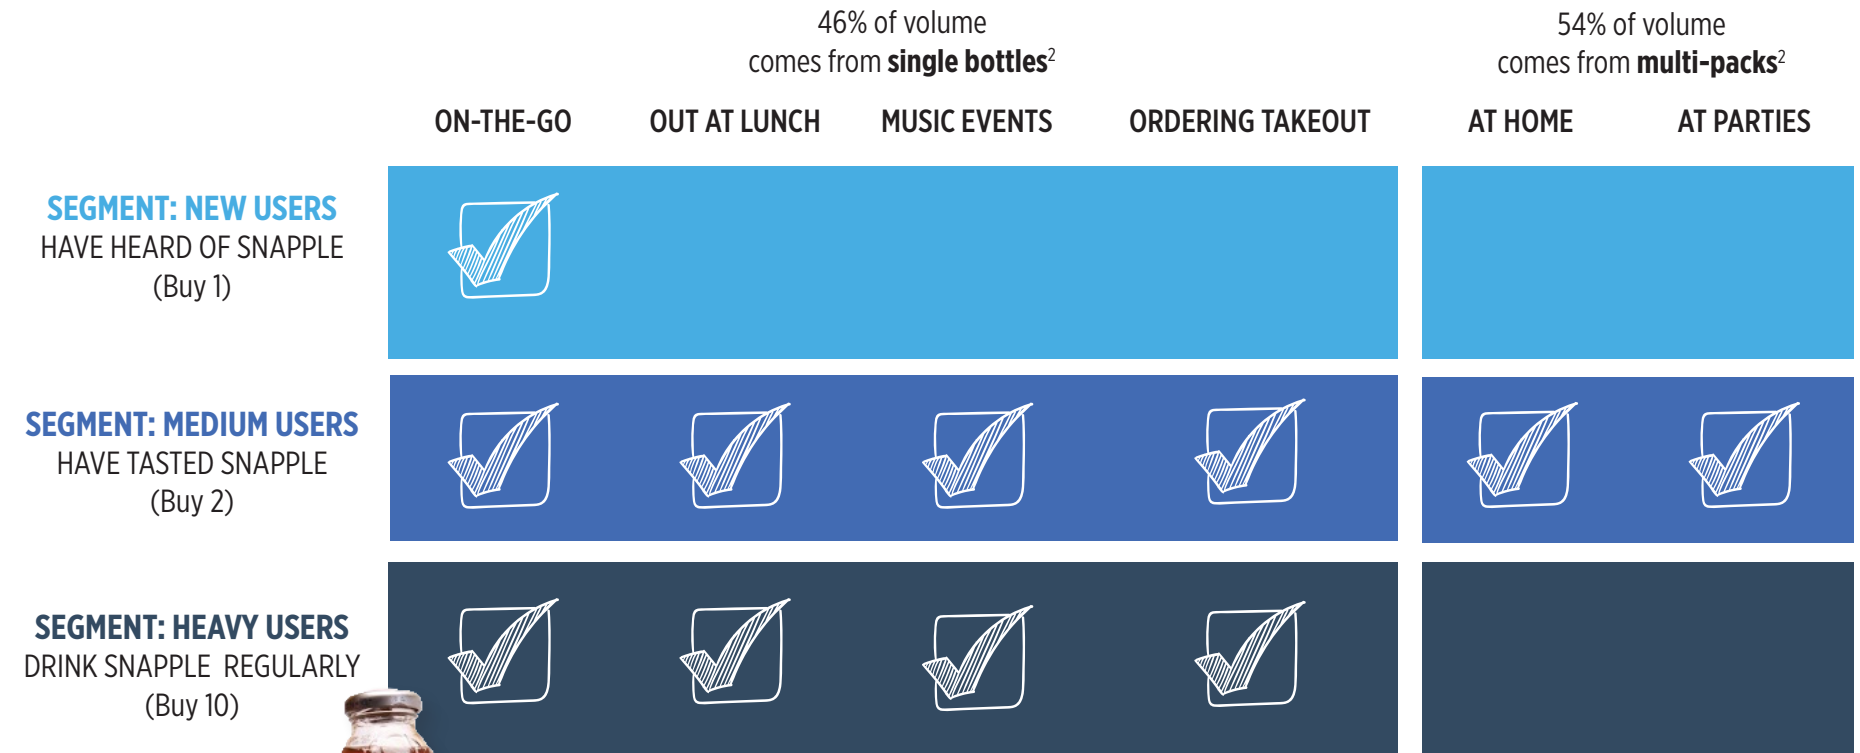 46% of volume
comes from single bottles²
54% of volume
comes from multi-packs²
ON-THE-GO OUT AT LUNCH MUSIC EVENTS ORDERING TAKEOUT AT HOME AT PARTIES
SEGMENT: NEW USERS
HAVE HEARD OF SNAPPLE
(Buy 1)
SEGMENT: MEDIUM USERS
HAVE TASTED SNAPPLE
(Buy 2)
SEGMENT: HEAVY USERS
DRINK SNAPPLE REGULARLY
(Buy 10)